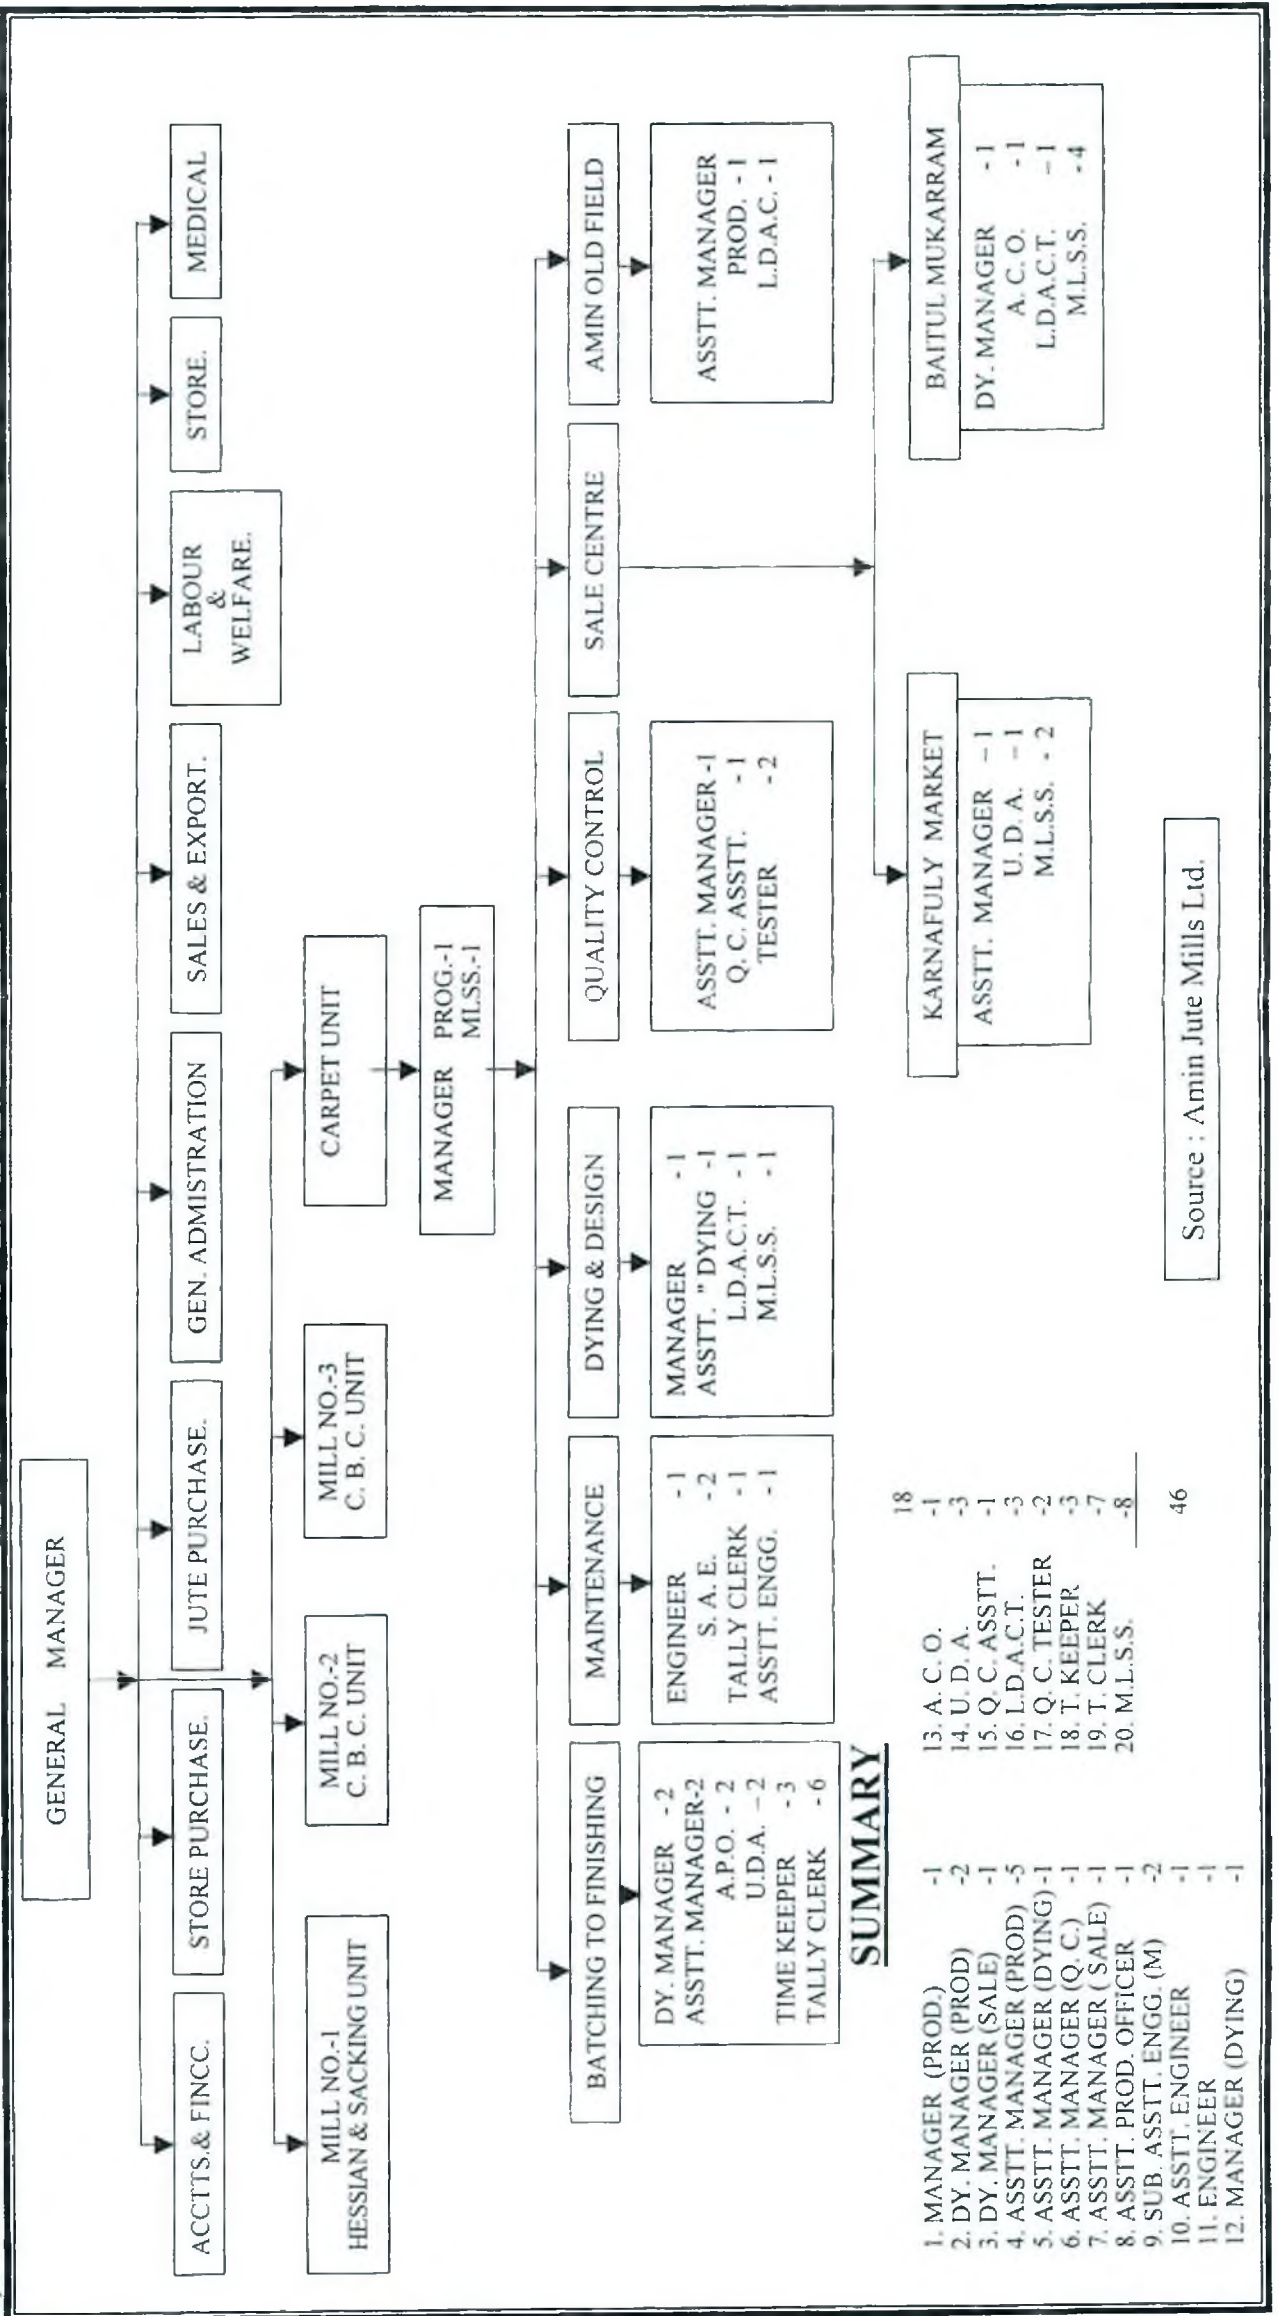 GENERAL MANAGER
ACCTTS.& FINCC.
STORE PURCHASE.
JUTE PURCHASE.
GEN. ADMISTRATION
SALES & EXPORT.
LABOUR
&
WELFARE.
STORE.
MEDICAL
MILL NO.-1
HESSIAN & SACKING UNIT
MILL NO.-2
C. B. C. UNIT
MILL NO.-3
C. B. C. UNIT
CARPET UNIT
MANAGER PROG.-1
MLSS.-1
BATCHING TO FINISHING
MAINTENANCE
DYING & DESIGN
QUALITY CONTROL
SALE CENTRE
AMIN OLD FIELD
DY. MANAGER - 2
ASSTT. MANAGER-2
A.P.O. - 2
U.D.A. –2
TIME KEEPER - 3
TALLY CLERK - 6
ENGINEER -1
S. A. E. - 2
TALLY CLERK - 1
ASSTT. ENGG. - 1
MANAGER - 1
ASSTT. " DYING -1
L.D.A.C.T. - 1
M.L.S.S. - 1
ASSTT. MANAGER -1
Q. C. ASSTT. - 1
TESTER - 2
ASSTT. MANAGER
PROD. - 1
L.D.A.C. - 1
KARNAFULY MARKET
ASSTT. MANAGER – 1
U. D. A. – 1
M.L.S.S. - 2
BAITUL MUKARRAM
DY. MANAGER -1
A. C. O. -1
L.D.A.C.T. –1
M.L.S.S. - 4
SUMMARY
1. MANAGER (PROD.) -1
2. DY. MANAGER (PROD) -2
3. DY. MANAGER (SALE) -1
4. ASSTT. MANAGER (PROD) -5
5. ASSTT. MANAGER (DYING) -1
6. ASSTT. MANAGER (Q. C.) -1
7. ASSTT. MANAGER ( SALE) -1
8. ASSTT. PROD. OFFICER -1
9. SUB. ASSTT. ENGG. (M) -2
10. ASSTT. ENGINEER -1
11. ENGINEER -1
12. MANAGER (DYING) -1
18
13. A. C. O. -1
14. U. D. A. -3
15. Q. C. ASSTT. -1
16. L.D.A.C.T. -3
17. Q. C. TESTER -2
18. T. KEEPER -3
19. T. CLERK -7
20. M.L.S.S. -8
46
Source : Amin Jute Mills Ltd.